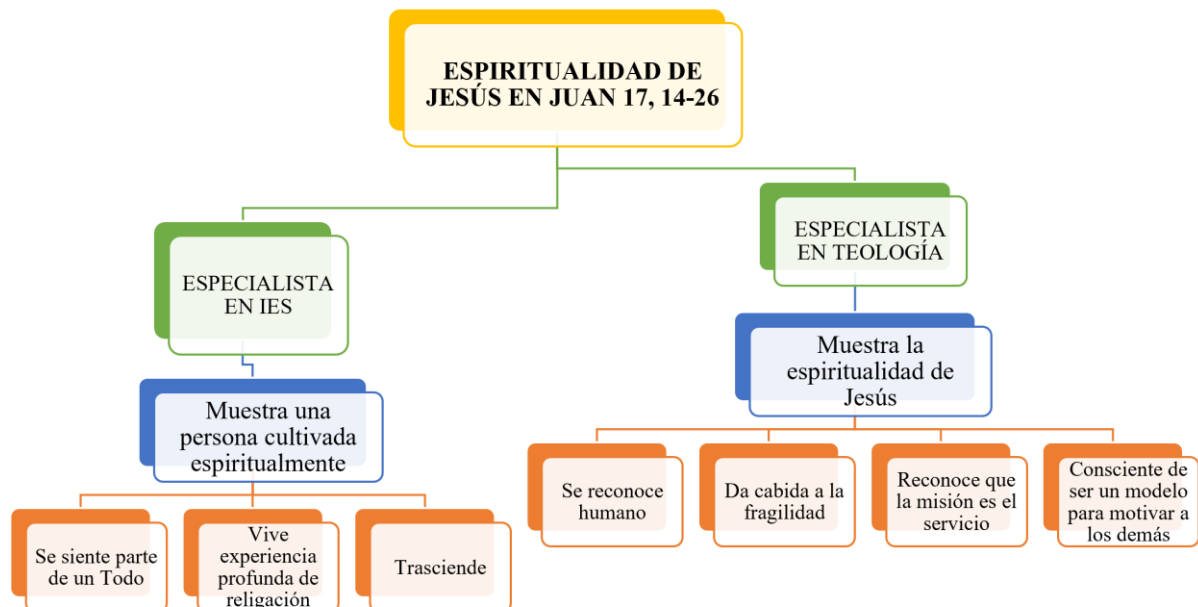 ESPIRITUALIDAD DE
JESÚS EN JUAN 17, 14-26
ESPECIALISTA
EN IES
ESPECIALISTA
EN TEOLOGÍA
Muestra una
persona cultivada
espiritualmente
Muestra la
espiritualidad de
Jesús
Se siente parte
de un Todo
Vive
experiencia
profunda de
religación
Trasciende
Se reconoce
humano
Da cabida a la
fragilidad
Reconoce que
la misión es el
servicio
Consciente de
ser un modelo
para motivar a
los demás